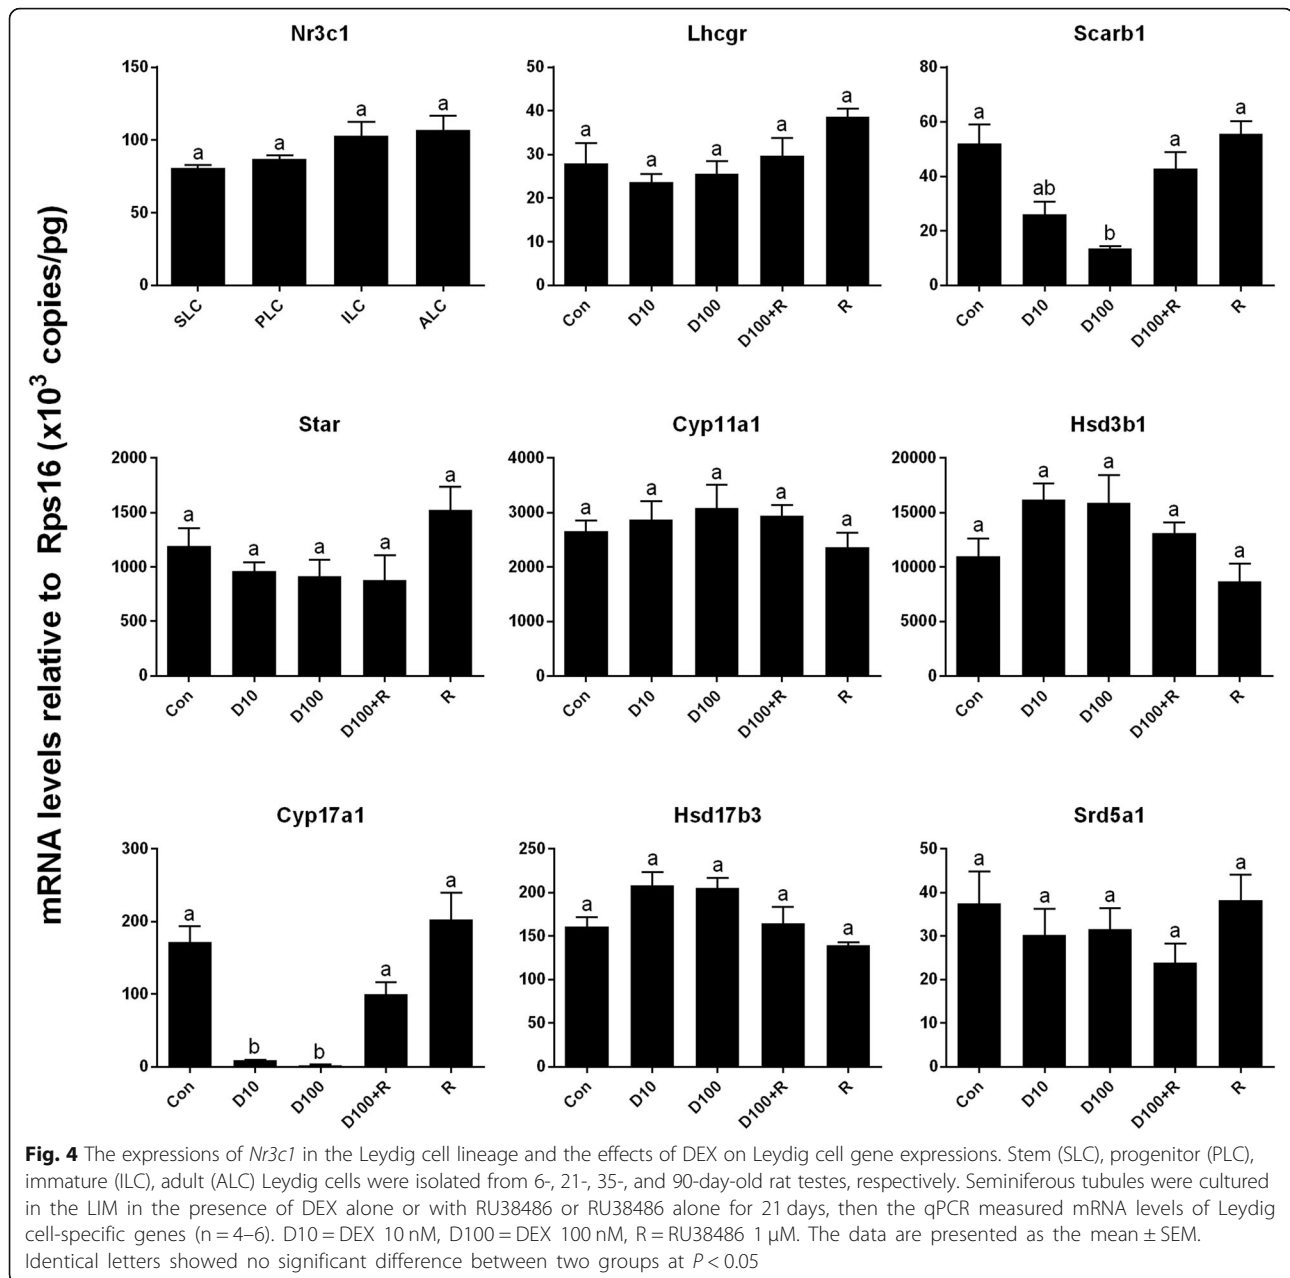 mRNA levels relative to Rps16 (x10³ copies/pg)
Nr3c1
150
100
50
0
a a a a
SLC PLC ILC ALC
Lhcgr
50
40
30
20
10
0
a a a a a
Con D10 D100 D100+R R
Scarb1
80
60
40
20
0
a ab b a a
Con D10 D100 D100+R R
Star
2000
1500
1000
500
0
a a a a a
Con D10 D100 D100+R R
Cyp11a1
4000
3000
2000
1000
0
a a a a a
Con D10 D100 D100+R R
Hsd3b1
20000
15000
10000
5000
0
a a a a a
Con D10 D100 D100+R R
Cyp17a1
300
200
100
0
a b b a a
Con D10 D100 D100+R R
Hsd17b3
250
200
150
100
50
0
a a a a a
Con D10 D100 D100+R R
Srd5a1
50
40
30
20
10
0
a a a a a
Con D10 D100 D100+R R
Fig. 4 The expressions of Nr3c1 in the Leydig cell lineage and the effects of DEX on Leydig cell gene expressions. Stem (SLC), progenitor (PLC),
immature (ILC), adult (ALC) Leydig cells were isolated from 6-, 21-, 35-, and 90-day-old rat testes, respectively. Seminiferous tubules were cultured
in the LIM in the presence of DEX alone or with RU38486 or RU38486 alone for 21 days, then the qPCR measured mRNA levels of Leydig
cell-specific genes (n = 4–6). D10 = DEX 10 nM, D100 = DEX 100 nM, R = RU38486 1 μM. The data are presented as the mean ± SEM.
Identical letters showed no significant difference between two groups at P < 0.05